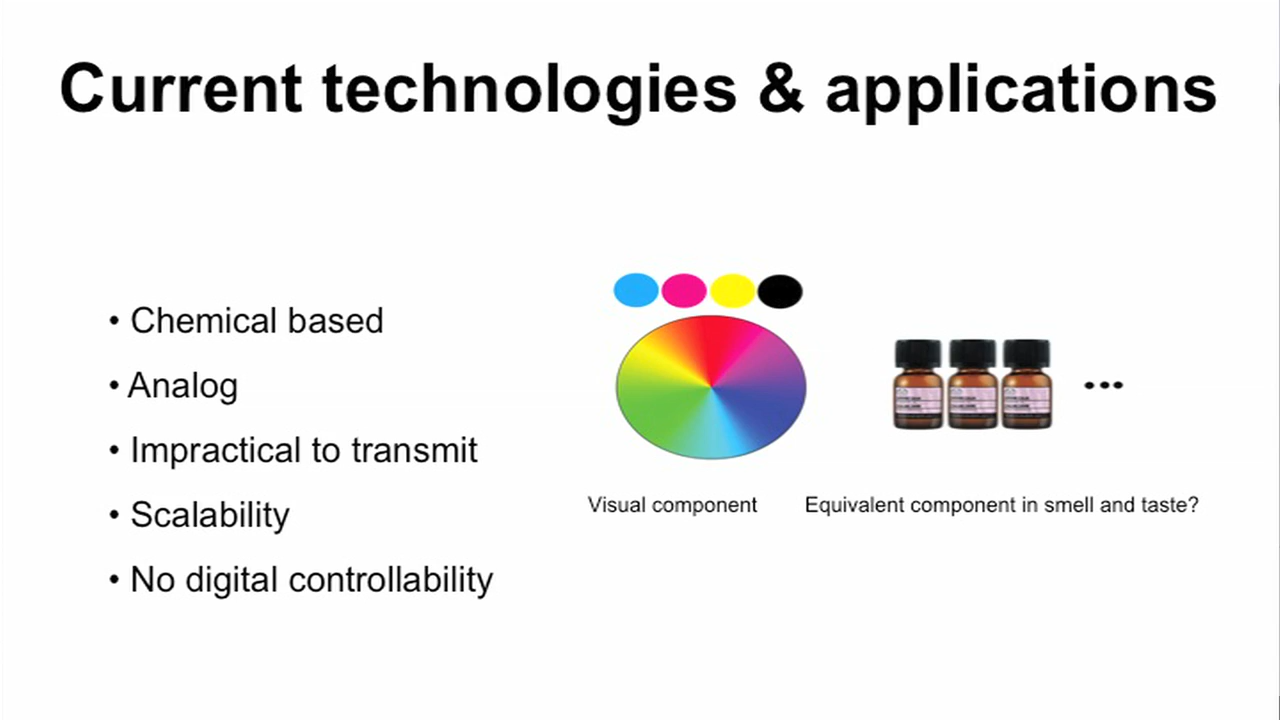 Current technologies & applications
• Chemical based
• Analog
• Impractical to transmit
• Scalability
• No digital controllability
•••
Visual component
Equivalent component in smell and taste?